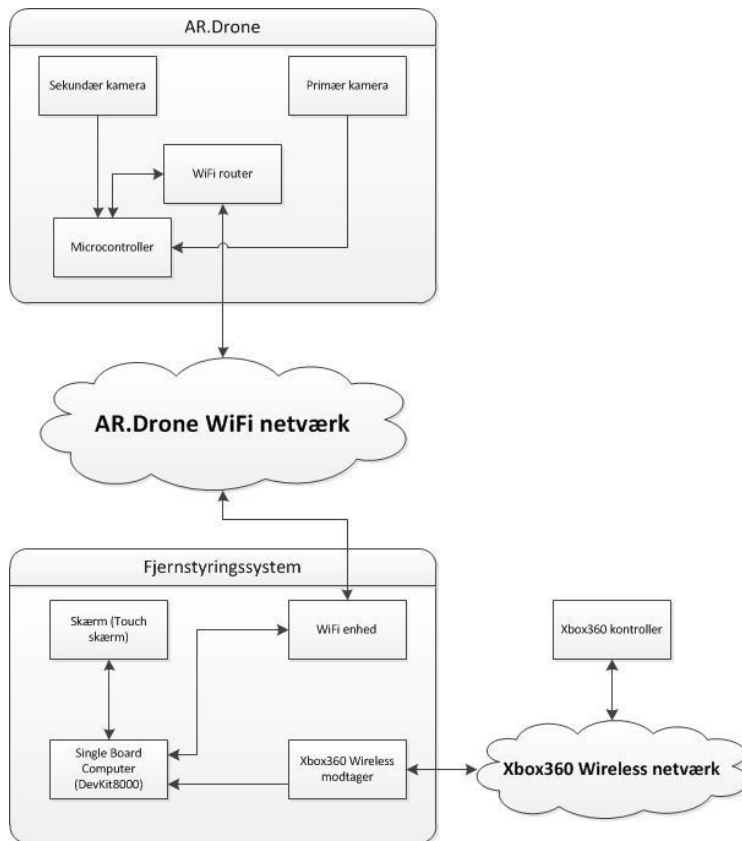 AR.Drone
Sekundær kamera
Primær kamera
WiFi router
Microcontroller
AR.Drone WiFi netværk
Fjernstyringssystem
Skærm (Touch
skærm)
WiFi enhed
Xbox360 kontroller
Single Board
Computer
(DevKit8000)
Xbox360 Wireless
modtager
Xbox360 Wireless netværk